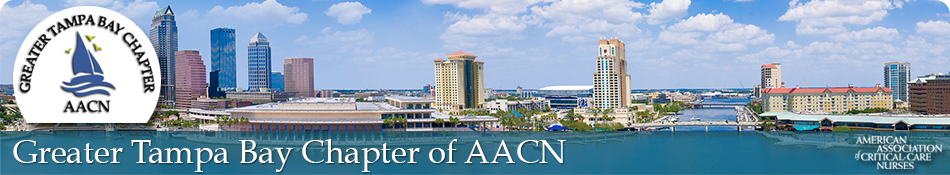 GREATER TAMPA BAY CHAPTER
AACN
Greater Tampa Bay Chapter of AACN
AMERICAN
ASSOCIATION
of CRITICAL-CARE
NURSES